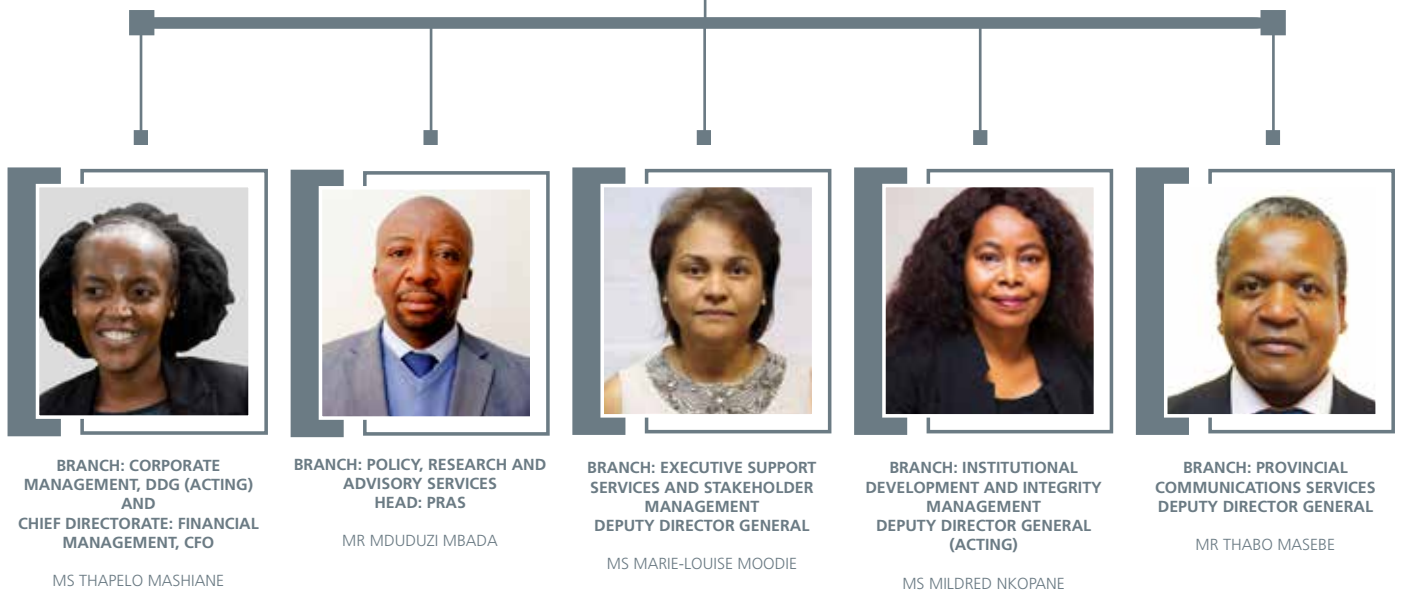 BRANCH: CORPORATE
MANAGEMENT, DDG (ACTING)
AND
CHIEF DIRECTORATE: FINANCIAL
MANAGEMENT, CFO
MS THAPELO MASHIANE
BRANCH: POLICY, RESEARCH AND
ADVISORY SERVICES
HEAD: PRAS
MR MDUDUZI MBADA
BRANCH: EXECUTIVE SUPPORT
SERVICES AND STAKEHOLDER
MANAGEMENT
DEPUTY DIRECTOR GENERAL
MS MARIE-LOUISE MOODIE
BRANCH: INSTITUTIONAL
DEVELOPMENT AND INTEGRITY
MANAGEMENT
DEPUTY DIRECTOR GENERAL
(ACTING)
MS MILDRED NKOPANE
BRANCH: PROVINCIAL
COMMUNICATIONS SERVICES
DEPUTY DIRECTOR GENERAL
MR THABO MASEBE